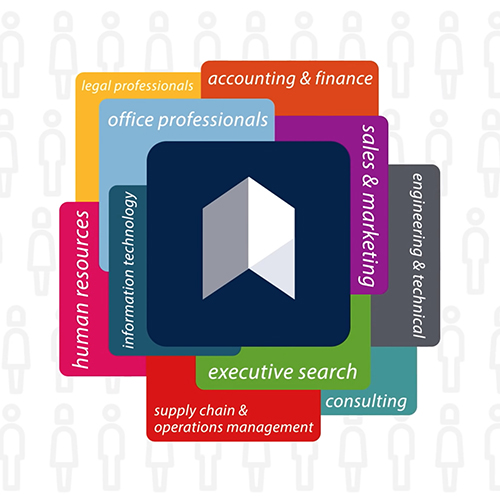 legal professionals
accounting & finance
office professionals
sales & marketing
engineering & technical
information technology
human resources
executive search
consulting
supply chain &
operations management